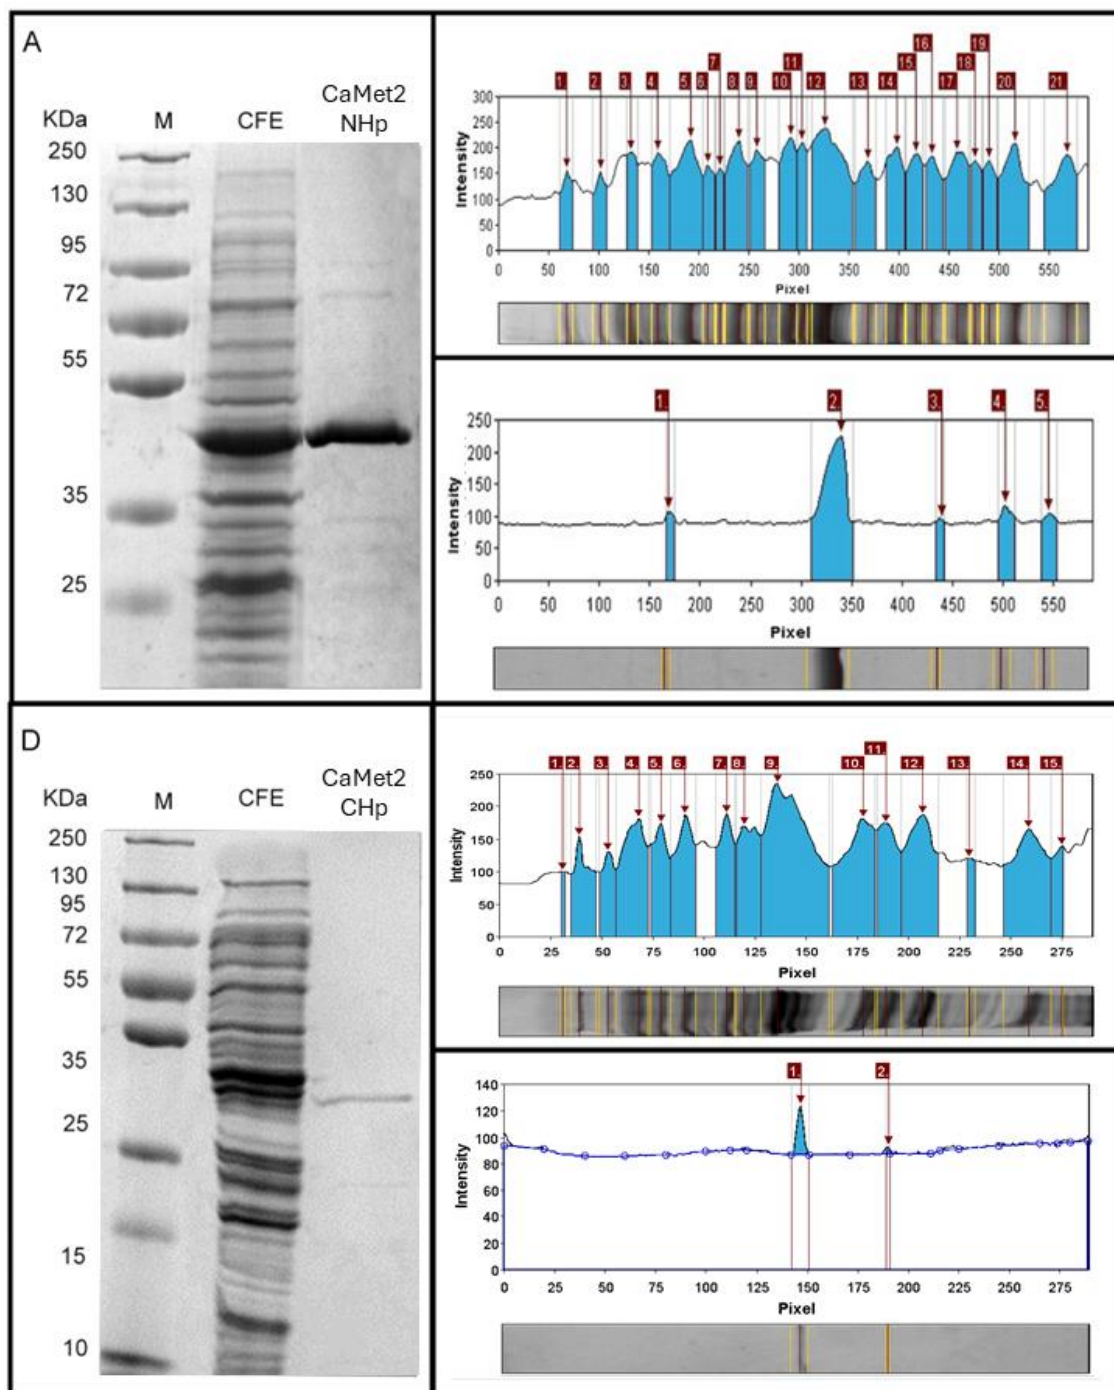 A
KDa M CFE CaMet2 NHp
250
130
95
72
55
35
25
1. 2. 3. 4. 5. 6. 7. 8. 9. 10. 11. 12. 13. 14. 15. 16. 17. 18. 19. 20. 21.
Intensity
300
250
200
150
100
50
0
0 50 100 150 200 250 300 350 400 450 500 550
Pixel
1. 2. 3. 4. 5.
Intensity
250
200
150
100
50
0
0 50 100 150 200 250 300 350 400 450 500 550
Pixel
D
KDa M CFE CaMet2 CHp
250
130
95
72
55
35
25
15
10
1. 2. 3. 4. 5. 6. 7. 8. 9. 10. 11. 12. 13. 14. 15.
Intensity
250
200
150
100
50
0
0 25 50 75 100 125 150 175 200 225 250 275
Pixel
1. 2.
Intensity
140
120
100
80
60
40
20
0
0 25 50 75 100 125 150 175 200 225 250 275
Pixel